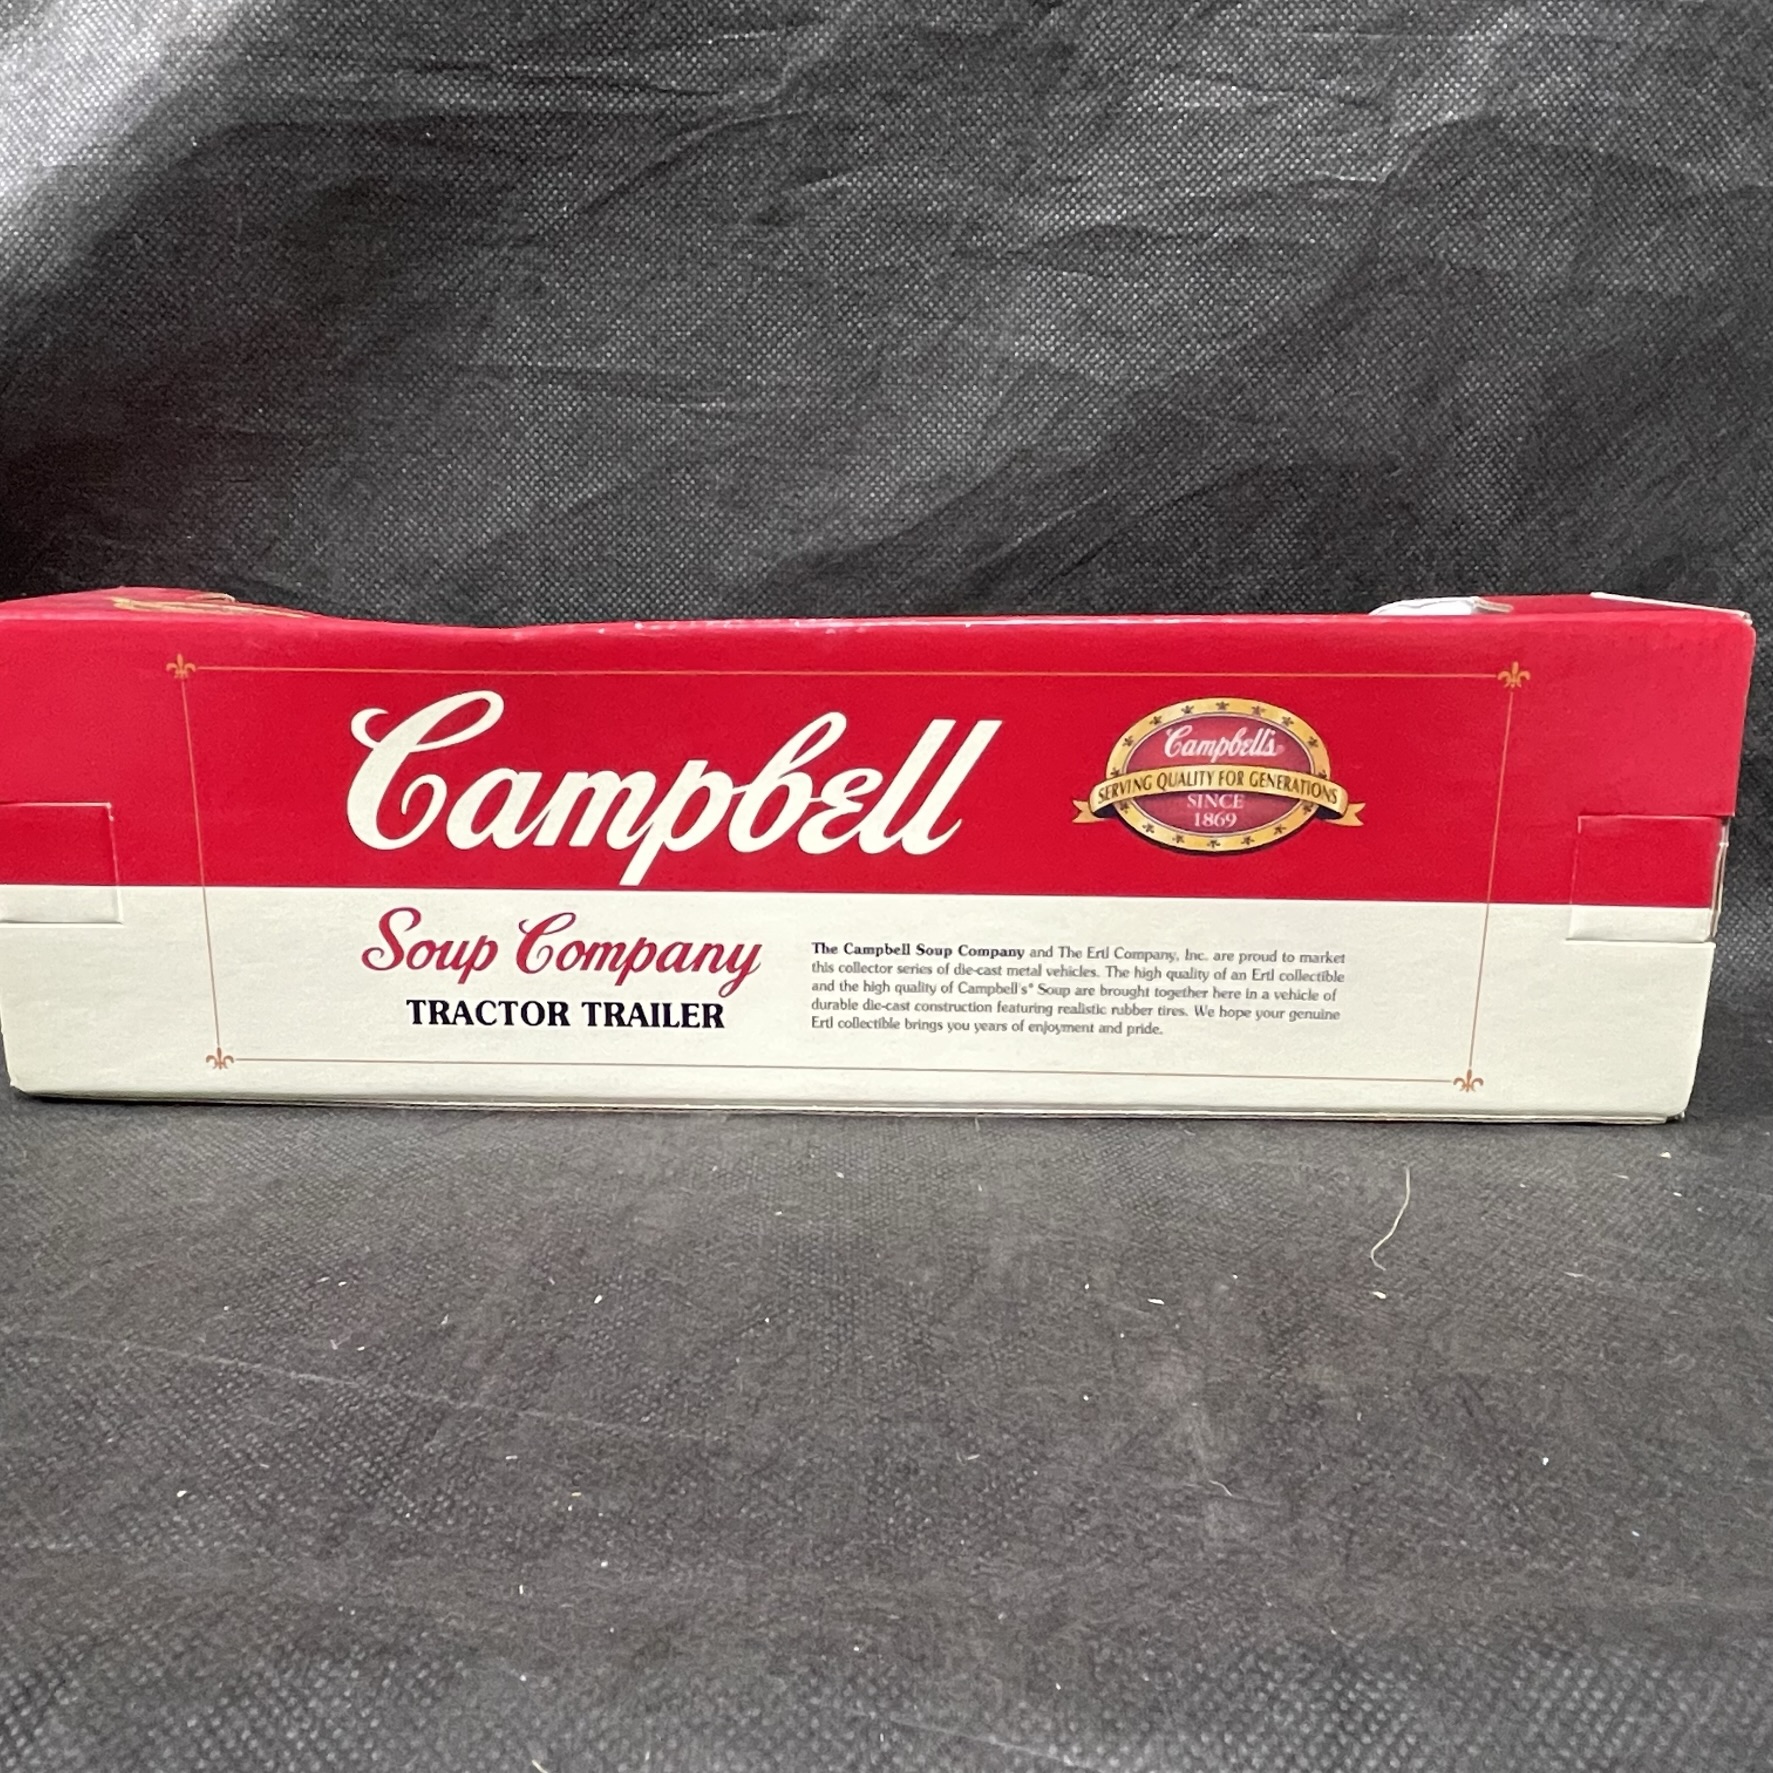 Campbell
Campbell's
SERVING QUALITY FOR GENERATIONS
SINCE
1869
Soup Company
TRACTOR TRAILER
The Campbell Soup Company and The Ertl Company, Inc. are proud to market
this collector series of die-cast metal vehicles. The high quality of an Ertl collectible
and the high quality of Campbell's® Soup are brought together here in a vehicle of
durable die-cast construction featuring realistic rubber tires. We hope your genuine
Ertl collectible brings you years of enjoyment and pride.